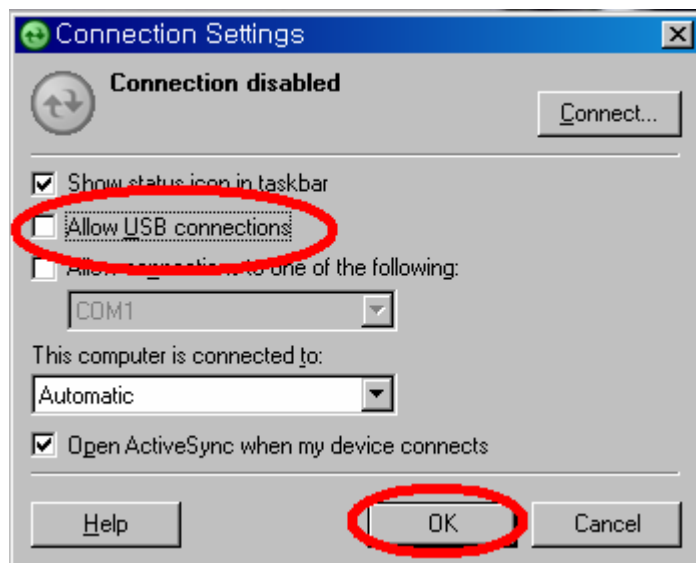 Connection Settings
Connection disabled
Connect...
Show status icon in taskbar
Allow USB connections
Allow connections to one of the following:
COM1
This computer is connected to:
Automatic
Open ActiveSync when my device connects
Help OK Cancel